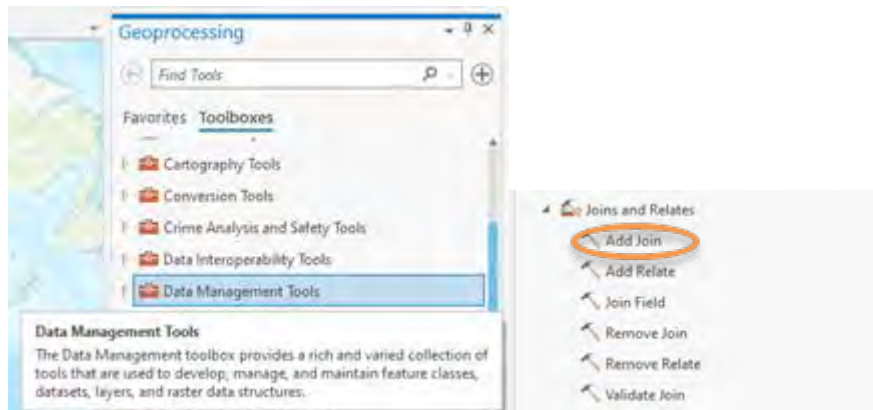 Geoprocessing
Find Tools
Favorites Toolboxes
Cartography Tools
Conversion Tools
Crime Analysis and Safety Tools
Data Interoperability Tools
Data Management Tools
Data Management Tools
The Data Management toolbox provides a rich and varied collection of
tools that are used to develop, manage, and maintain feature classes,
datasets, layers, and raster data structures.
Joins and Relates
Add Join
Add Relate
Join Field
Remove Join
Remove Relate
Validate Join